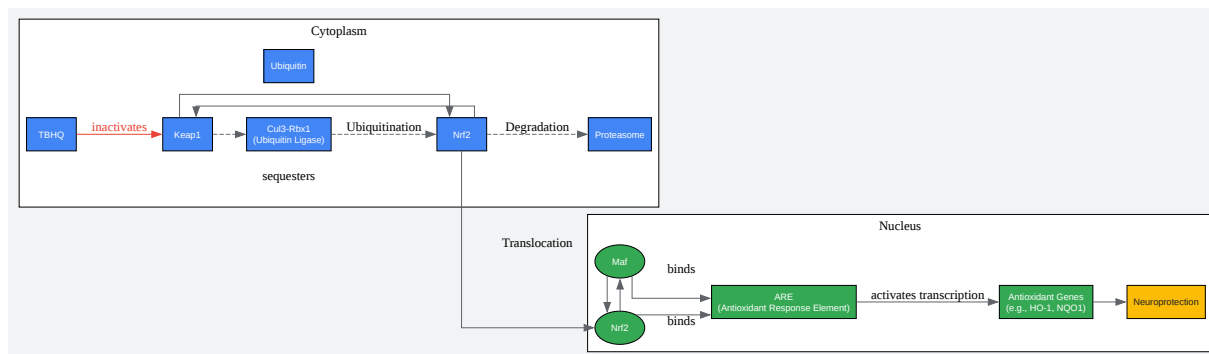 Cytoplasm
Ubiquitin
TBHQ
inactivates
Keap1
Cul3-Rbx1
(Ubiquitin Ligase)
Ubiquitination
Nrf2
Degradation
Proteasome
sequesters
Translocation
Nucleus
Maf
binds
ARE
(Antioxidant Response Element)
activates transcription
Antioxidant Genes
(e.g., HO-1, NQO1)
Neuroprotection
Nrf2
binds